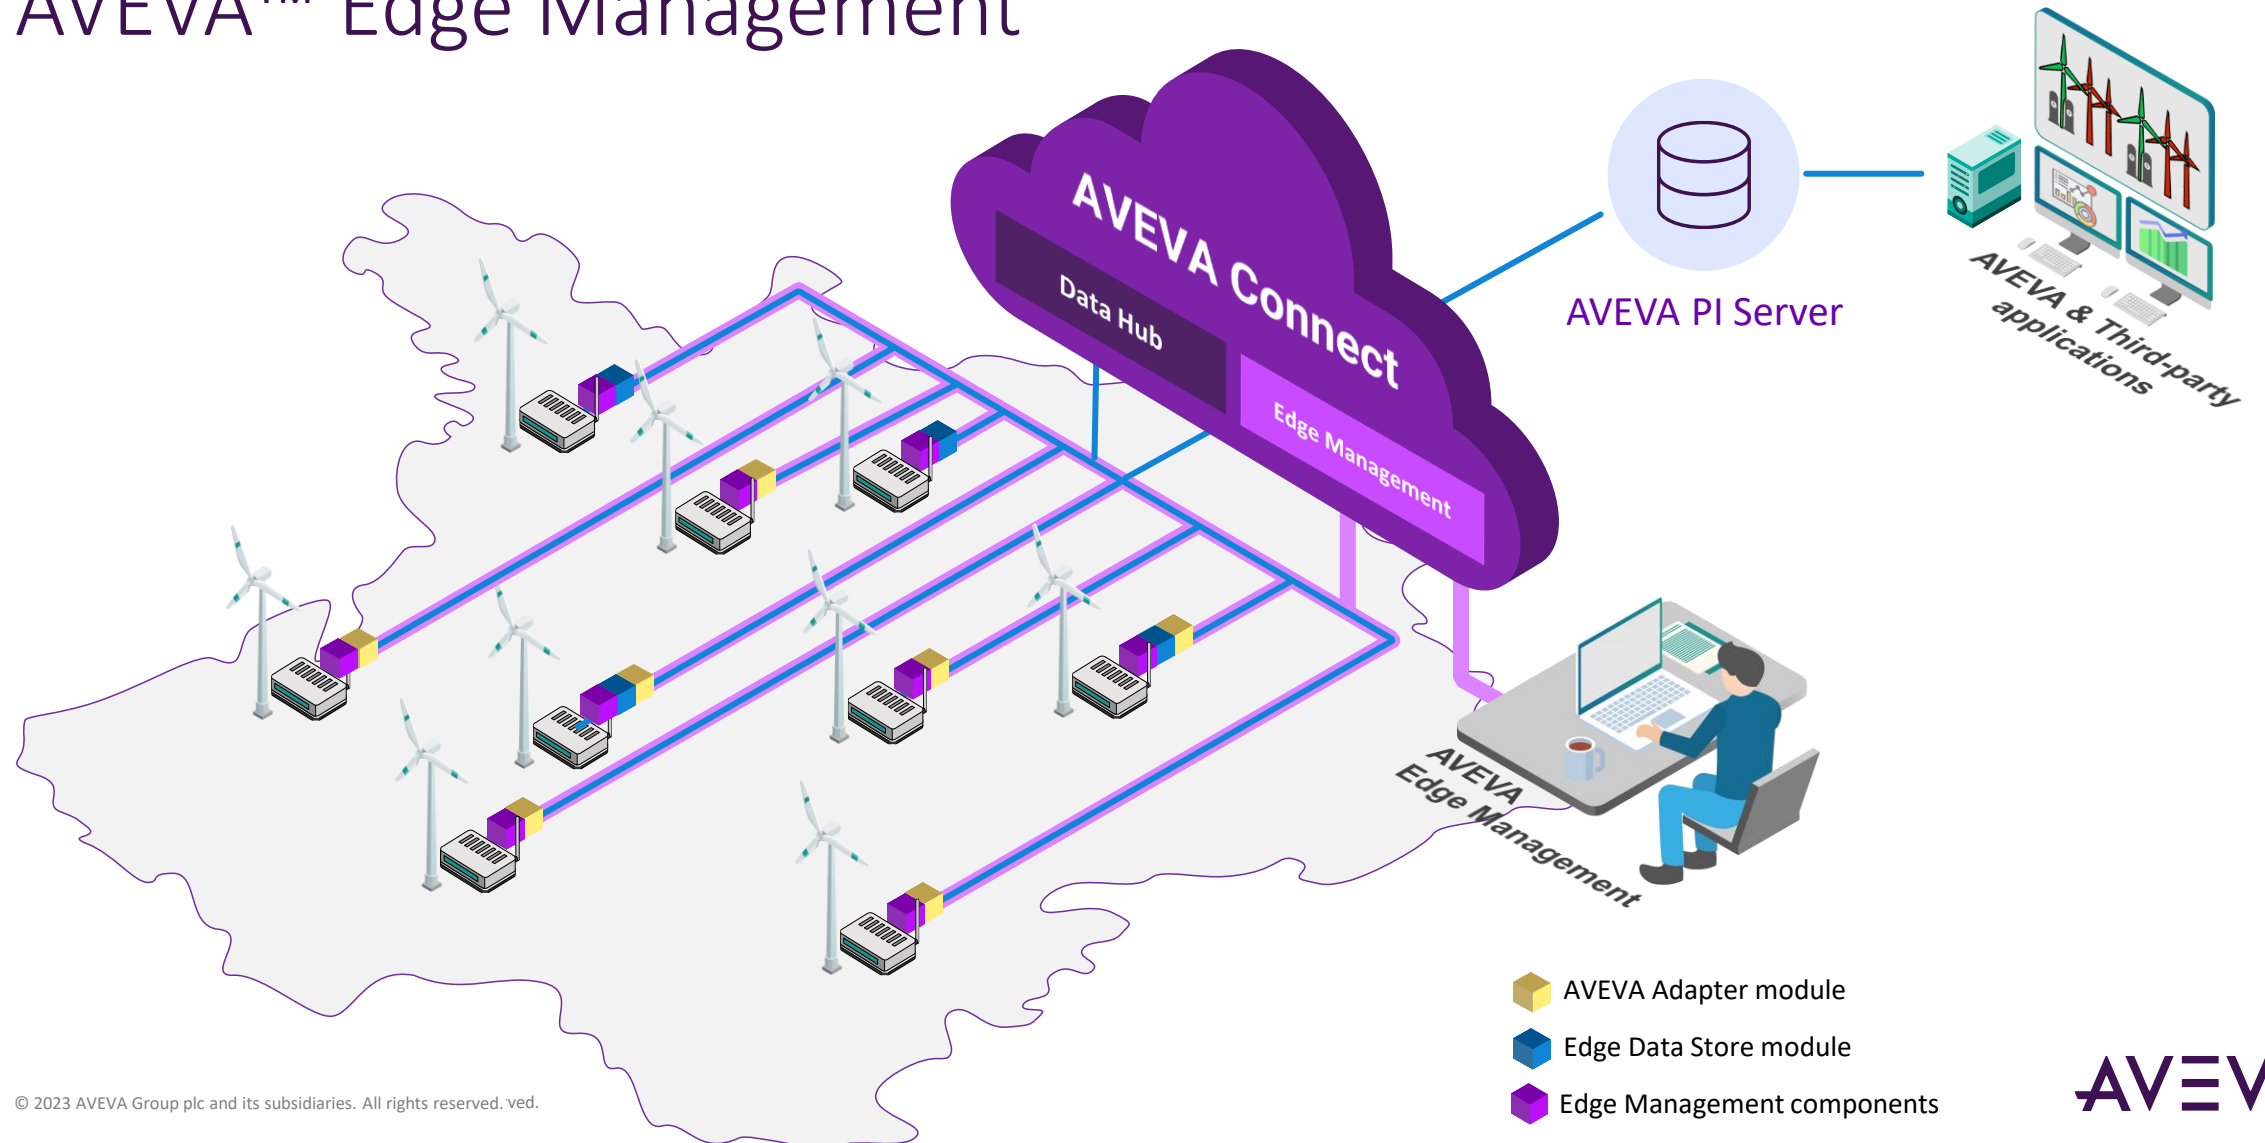 AVEVA™ Edge Management
AVEVA Connect
Data Hub
Edge Management
AVEVA PI Server
AVEVA & Third-party
applications
AVEVA
Edge Management
AVEVA Adapter module
Edge Data Store module
Edge Management components
© 2023 AVEVA Group plc and its subsidiaries. All rights reserved. ved.
AVEV